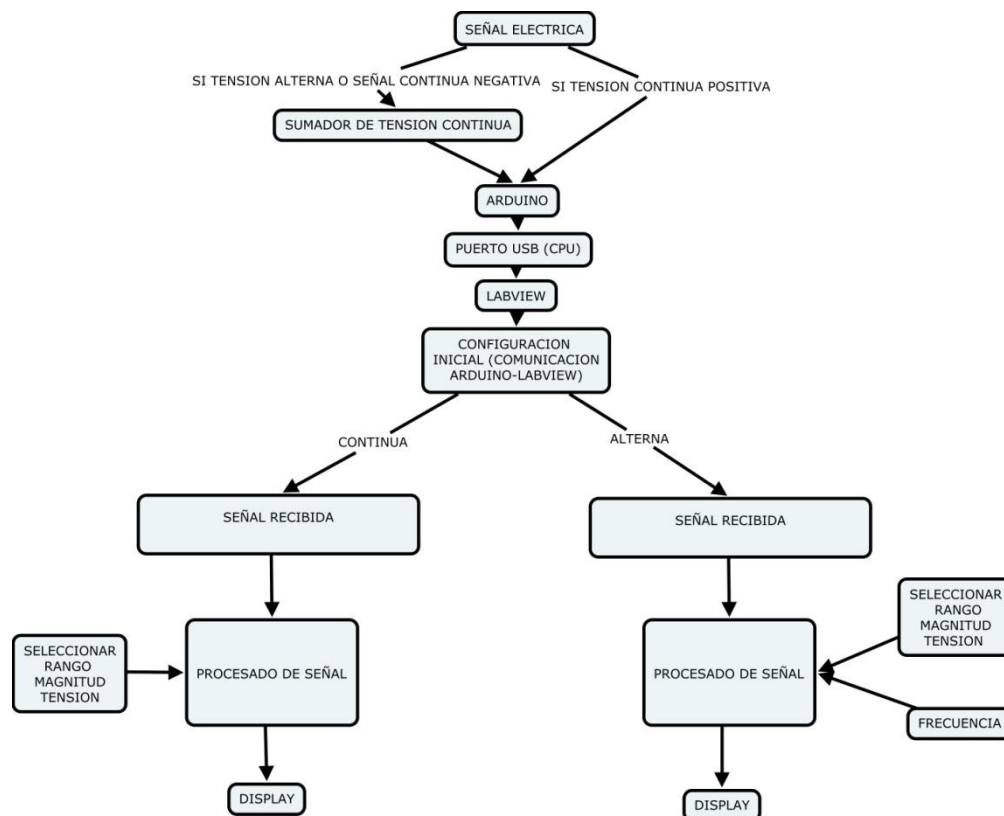 SEÑAL ELECTRICA
SI TENSION ALTERNA O SEÑAL CONTINUA NEGATIVA
SI TENSION CONTINUA POSITIVA
SUMADOR DE TENSION CONTINUA
ARDUINO
PUERTO USB (CPU)
LABVIEW
CONFIGURACION
INICIAL (COMUNICACION
ARDUINO-LABVIEW)
CONTINUA
ALTERNA
SEÑAL RECIBIDA
SEÑAL RECIBIDA
SELECCIONAR
RANGO
MAGNITUD
TENSION
PROCESADO DE SEÑAL
PROCESADO DE SEÑAL
SELECCIONAR
RANGO
MAGNITUD
TENSION
FRECUENCIA
DISPLAY
DISPLAY